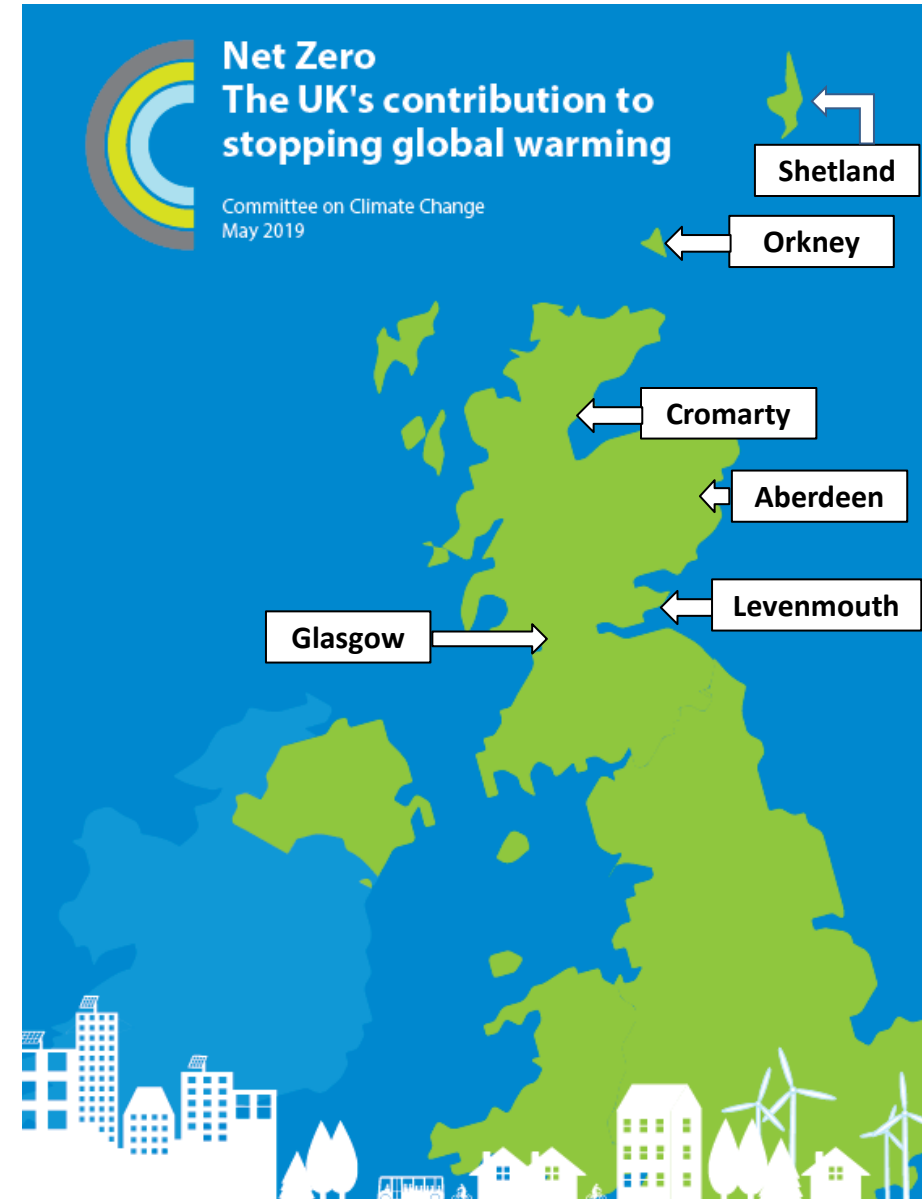 Net Zero
The UK's contribution to
stopping global warming
Committee on Climate Change
May 2019
Shetland
Orkney
Cromarty
Aberdeen
Levenmouth
Glasgow